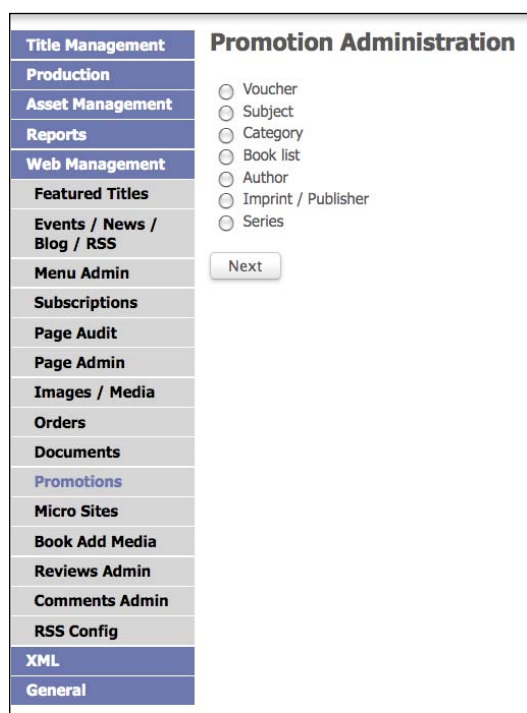 Title Management
Production
Asset Management
Reports
Web Management
Featured Titles
Events / News /
Blog / RSS
Menu Admin
Subscriptions
Page Audit
Page Admin
Images / Media
Orders
Documents
Promotions
Micro Sites
Book Add Media
Reviews Admin
Comments Admin
RSS Config
XML
General
Promotion Administration
Voucher
Subject
Category
Book list
Author
Imprint / Publisher
Series
Next